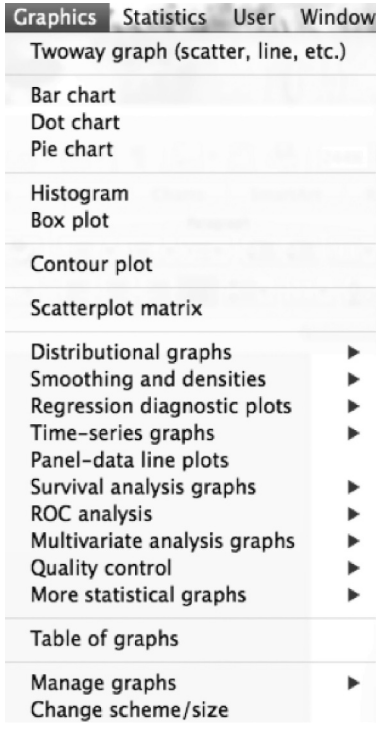 Graphics Statistics User Window
Twoway graph (scatter, line, etc.)
Bar chart
Dot chart
Pie chart
Histogram
Box plot
Contour plot
Scatterplot matrix
Distributional graphs
Smoothing and densities
Regression diagnostic plots
Time-series graphs
Panel-data line plots
Survival analysis graphs
ROC analysis
Multivariate analysis graphs
Quality control
More statistical graphs
Table of graphs
Manage graphs
Change scheme/size